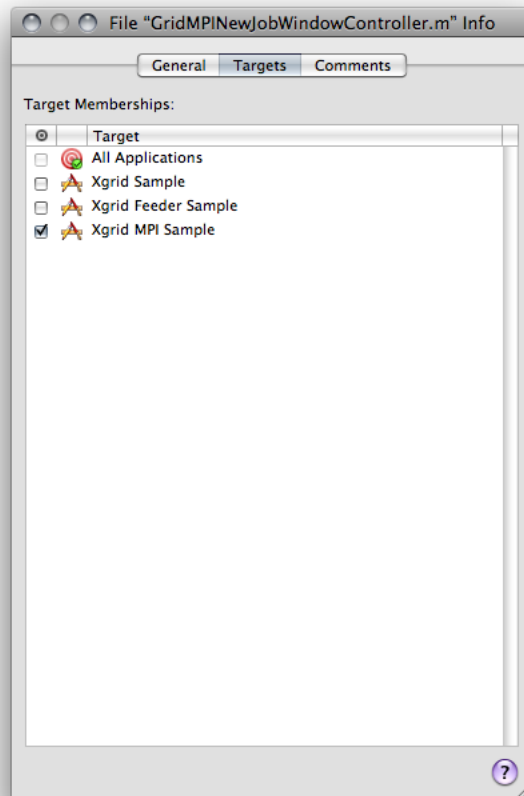 File “GridMPINewJobWindowController.m” Info
General Targets Comments
Target Memberships:
Target
All Applications
Xgrid Sample
Xgrid Feeder Sample
Xgrid MPI Sample
?